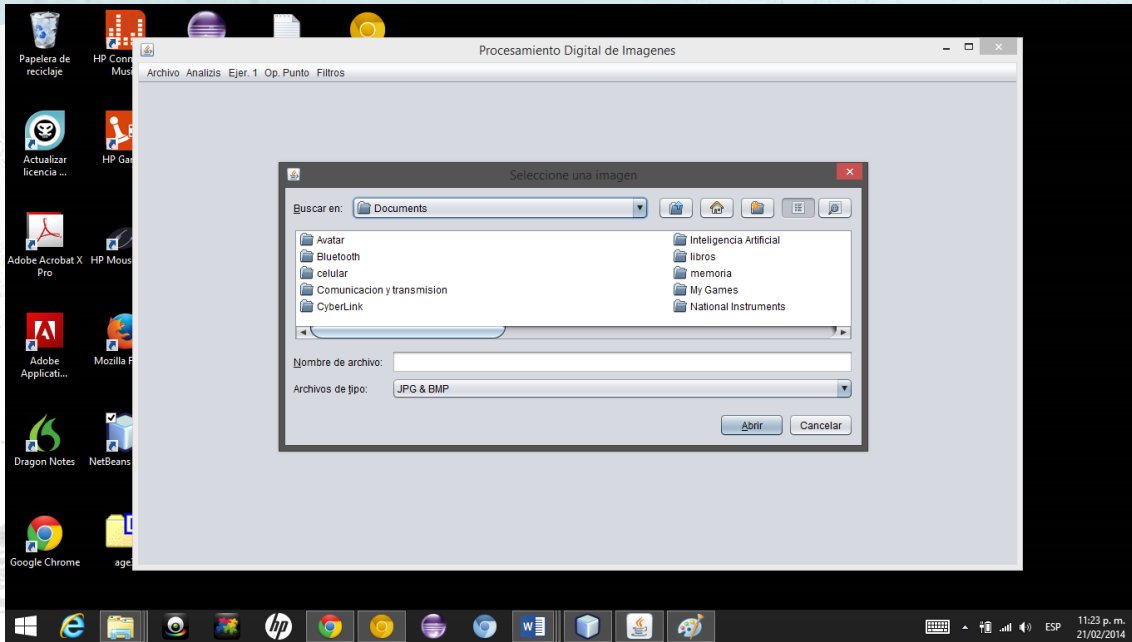 Papelera de
reciclaje
HP Conn
Musi
Procesamiento Digital de Imagenes
Archivo Analizis Ejer. 1 Op. Punto Filtros
Actualizar
licencia ...
HP Gar
Seleccione una imagen
Buscar en: Documents
Avatar
Bluetooth
celular
Comunicacion y transmision
CyberLink
Inteligencia Artificial
libros
memoria
My Games
National Instruments
Adobe Acrobat X
Pro
HP Mous
Nombre de archivo:
Archivos de tipo: JPG & BMP
Abrir Cancelar
Adobe
Applicati...
Mozilla F
Dragon Notes
NetBeans
Google Chrome
age
ESP
11:23 p. m.
21/02/2014